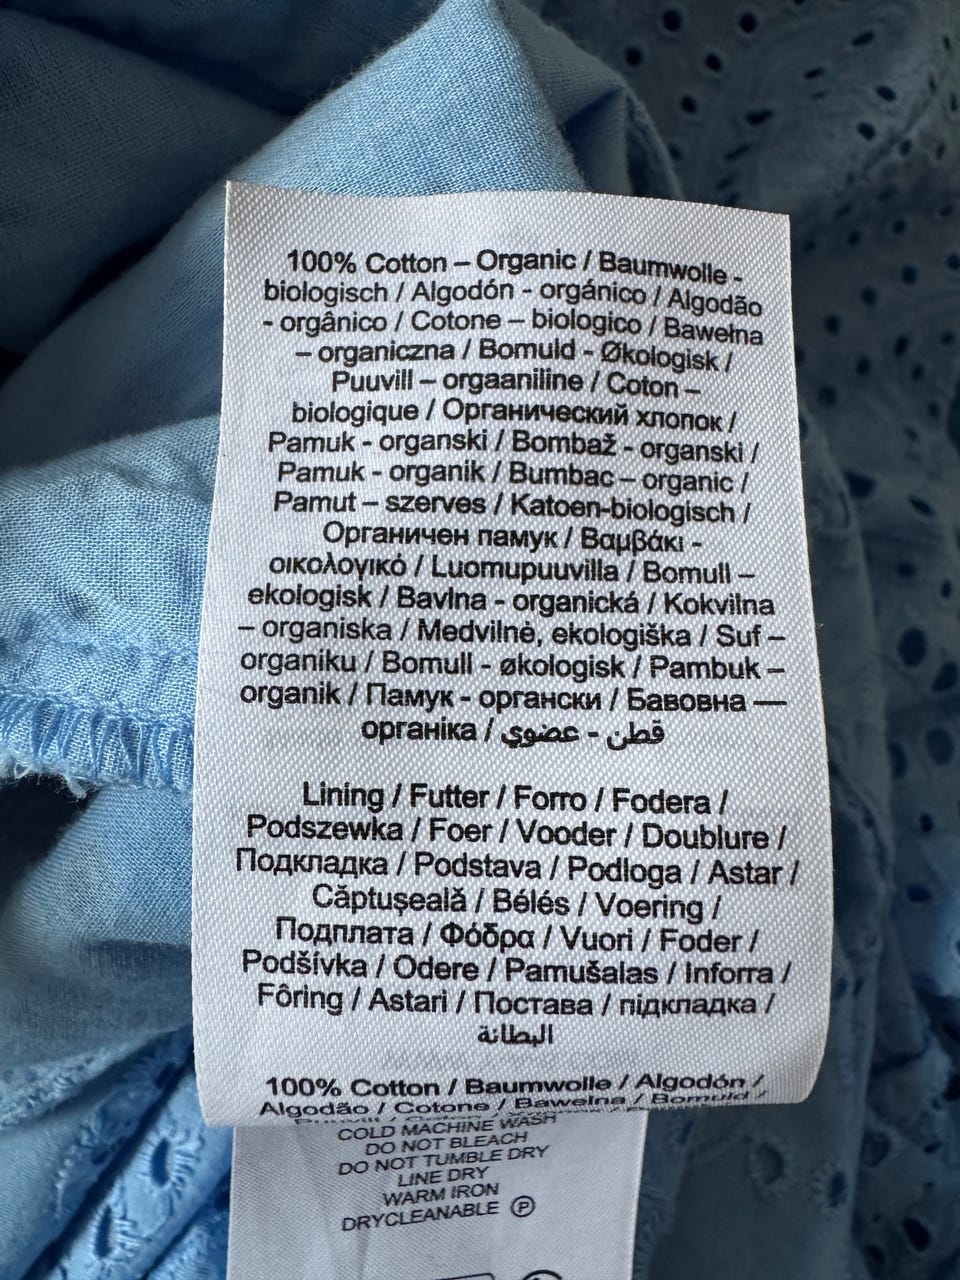 100% Cotton – Organic / Baumwolle -
biologisch / Algodón - orgánico / Algodão
- orgânico / Cotone – biologico / Bawełna
– organiczna / Bomuld - Økologisk /
Puuvill – orgaaniline / Coton –
biologique / Органический хлопок /
Pamuk - organski / Bombaž - organski /
Pamuk - organik / Bumbac – organic /
Pamut – szerves / Katoen-biologisch /
Органичен памук / Βαμβάκι -
οικολογικό / Luomupuuvilla / Bomull –
ekologisk / Bavlna - organická / Kokvilna
– organiska / Medvilnė, ekologiška / Suf –
organiku / Bomull - økologisk / Pambuk –
organik / Памук - органски / Бавовна —
органіка / قطن - عضوي
Lining / Futter / Forro / Fodera /
Podszewka / Foer / Vooder / Doublure /
Подкладка / Podstava / Podloga / Astar /
Căptușeală / Bélés / Voering /
Подплата / Φόδρα / Vuori / Foder /
Podšívka / Odere / Pamušalas / Inforra /
Fôring / Astari / Постава / підкладка /
البطانة
100% Cotton / Baumwolle / Algodón /
Algodão / Cotone / Bawełna / Bomuld /
COLD MACHINE WASH
DO NOT BLEACH
DO NOT TUMBLE DRY
LINE DRY
WARM IRON
DRYCLEANABLE Ⓟ